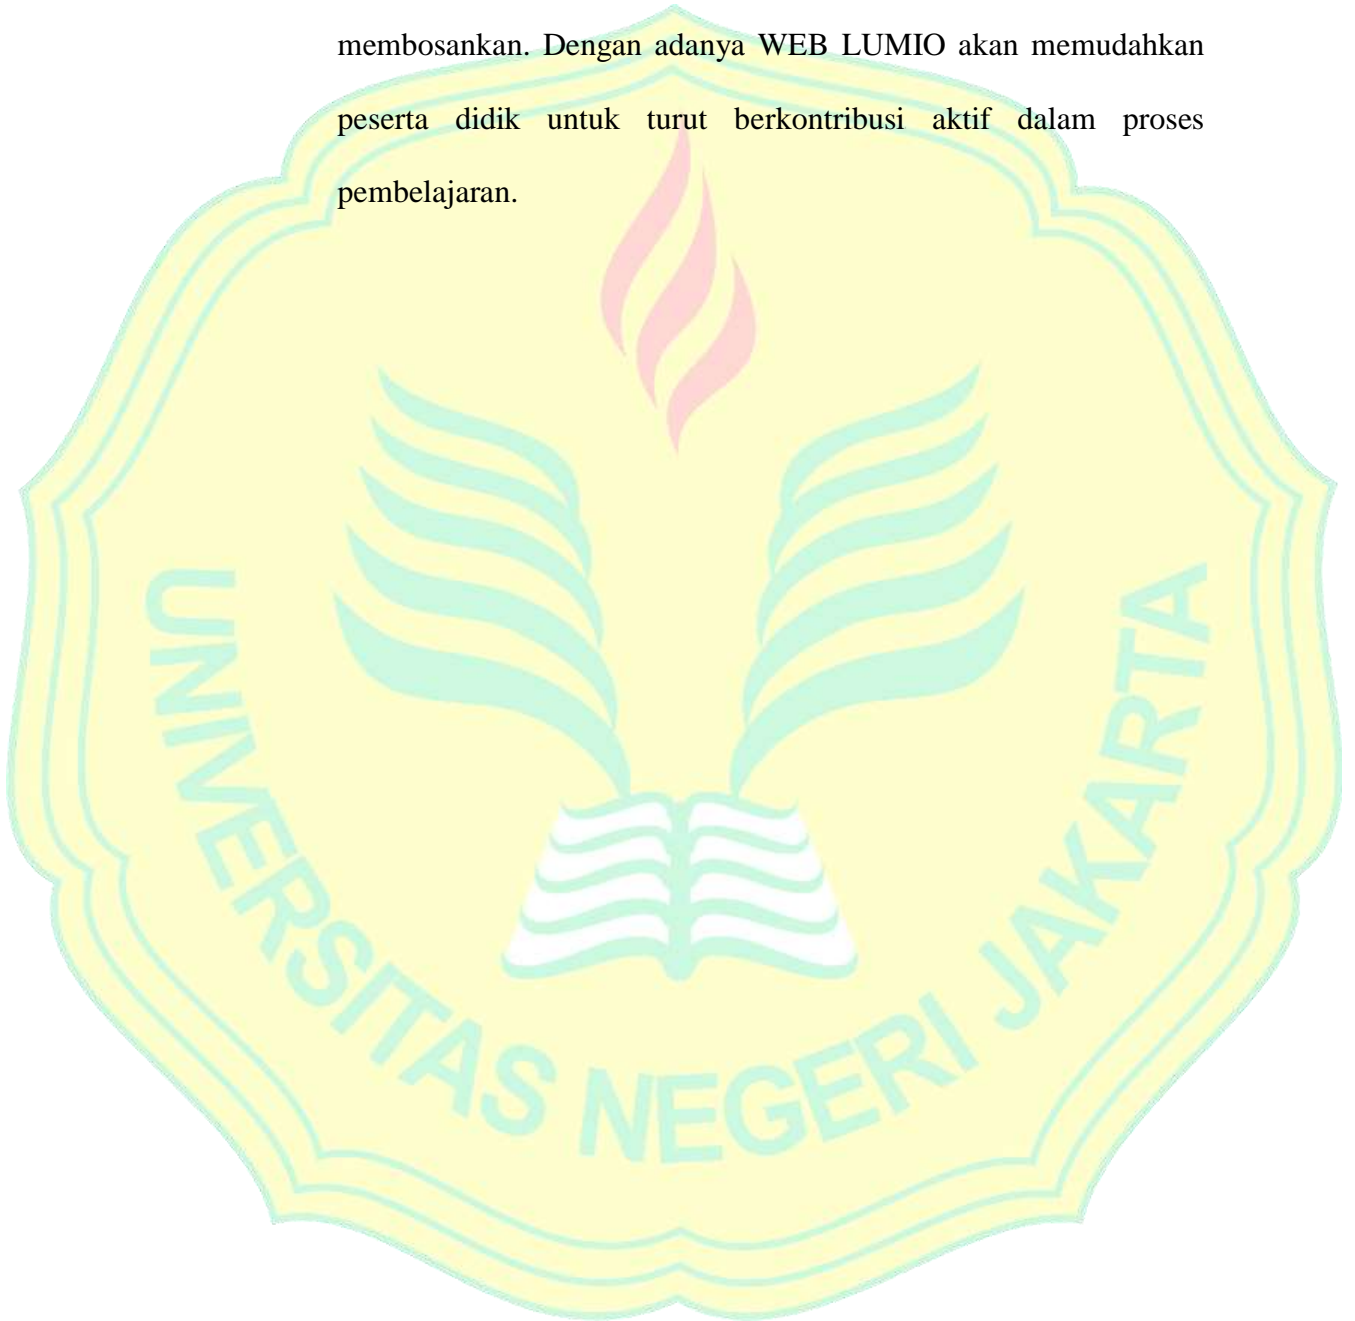 membosankan. Dengan adanya WEB LUMIO akan memudahkan
peserta didik untuk turut berkontribusi aktif dalam proses
pembelajaran.
UNIVERSITAS NEGERI JAKARTA